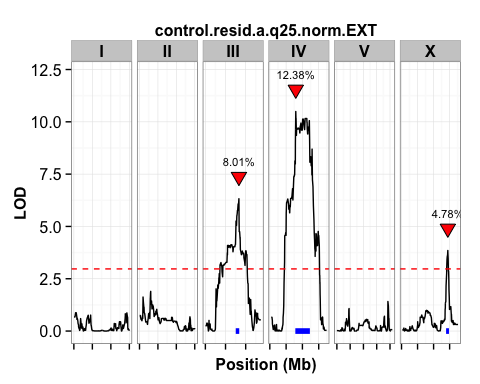 control.resid.a.q25.norm.EXT
I II III IV V X
12.5
12.38%
10.0
8.01%
7.5
4.78%
5.0
LOD
2.5
0.0
Position (Mb)